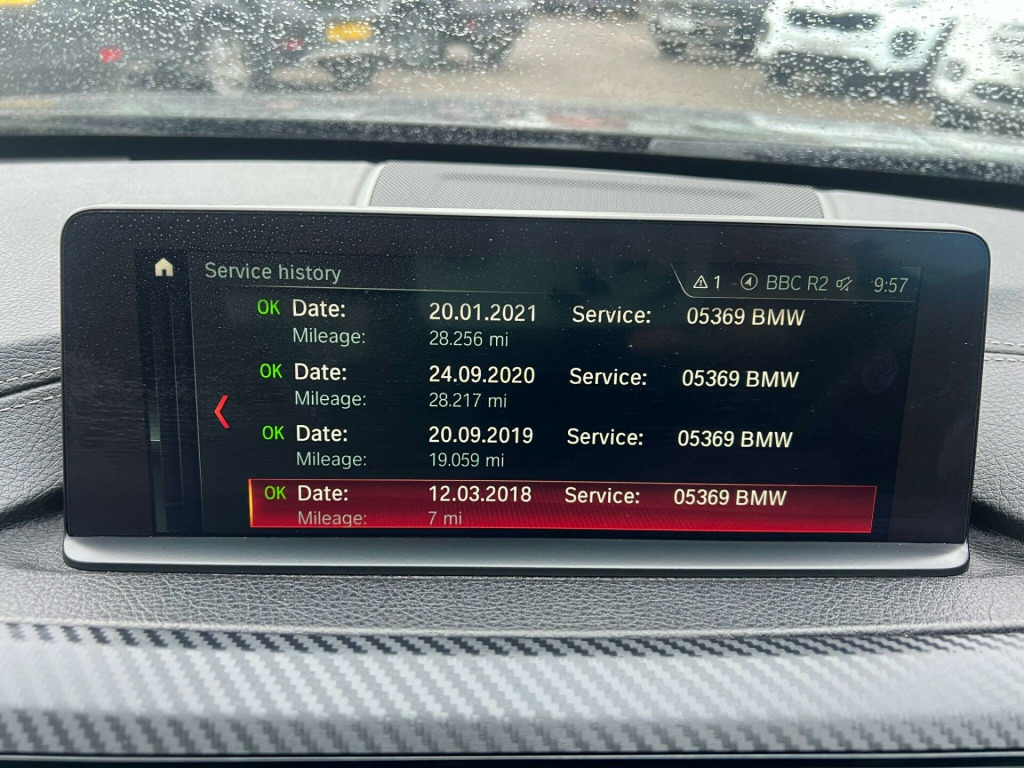 Service history
1 BBC R2 9:57
OK Date: 20.01.2021 Service: 05369 BMW
Mileage: 28.256 mi
OK Date: 24.09.2020 Service: 05369 BMW
Mileage: 28.217 mi
OK Date: 20.09.2019 Service: 05369 BMW
Mileage: 19.059 mi
OK Date: 12.03.2018 Service: 05369 BMW
Mileage: 7 mi